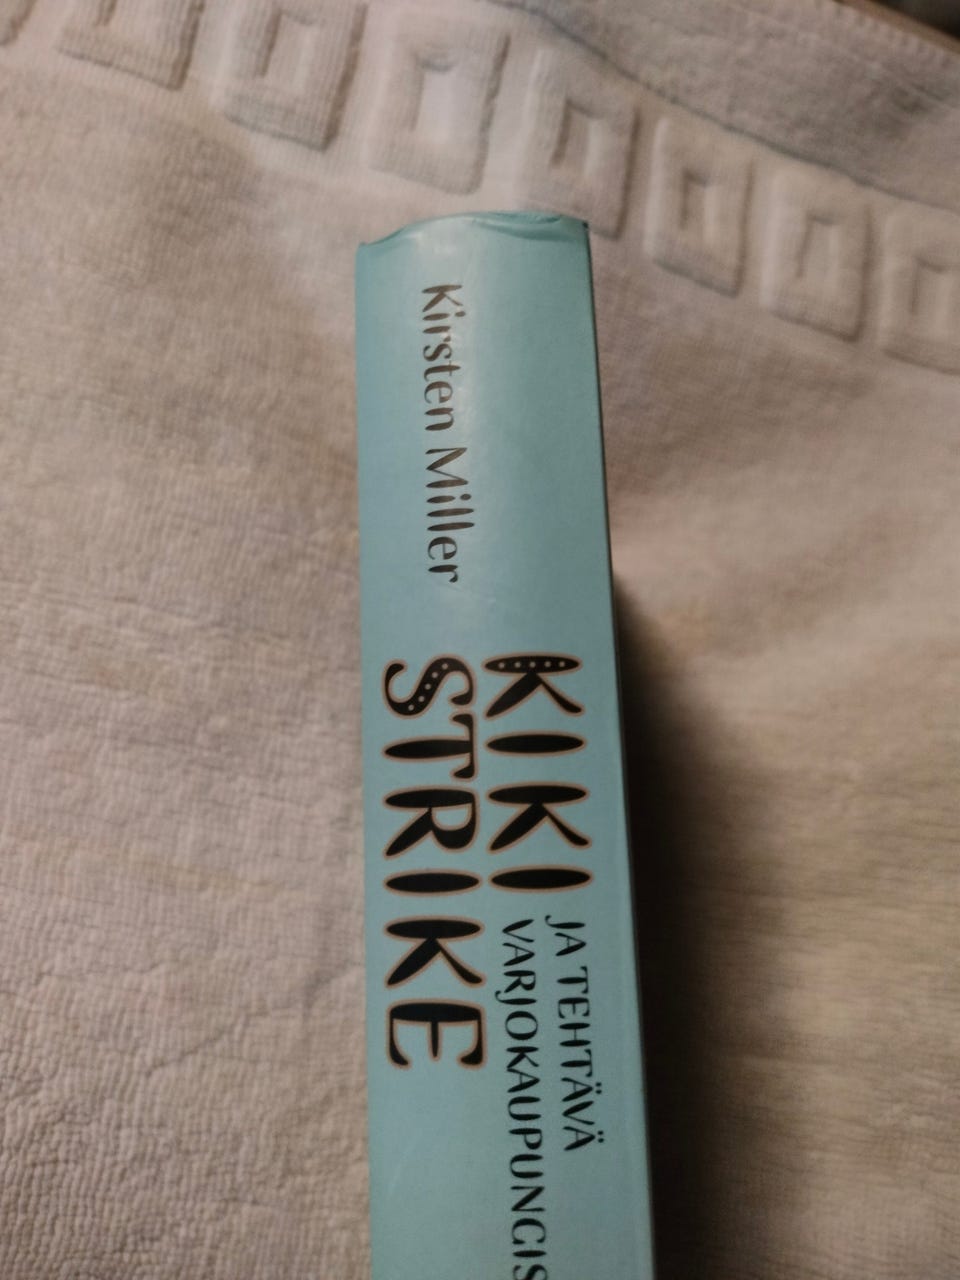 Kirsten Miller
KIKI
STRIKE
JA TEHTÄVÄ
VARJOKAUPUNGIS